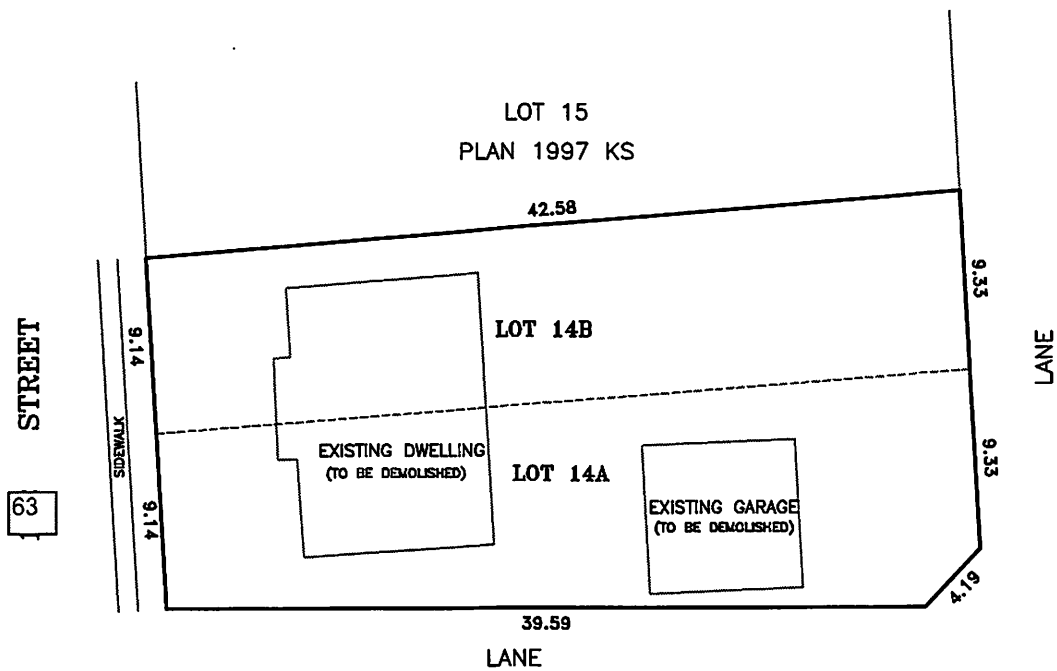 LOT 15
PLAN 1997 KS
42.58
9.33
9.14
LOT 14B
STREET
LANE
SIDEWALK
EXISTING DWELLING
(TO BE DEMOLISHED)
LOT 14A
9.33
63
9.14
EXISTING GARAGE
(TO BE DEMOLISHED)
4.19
39.59
LANE